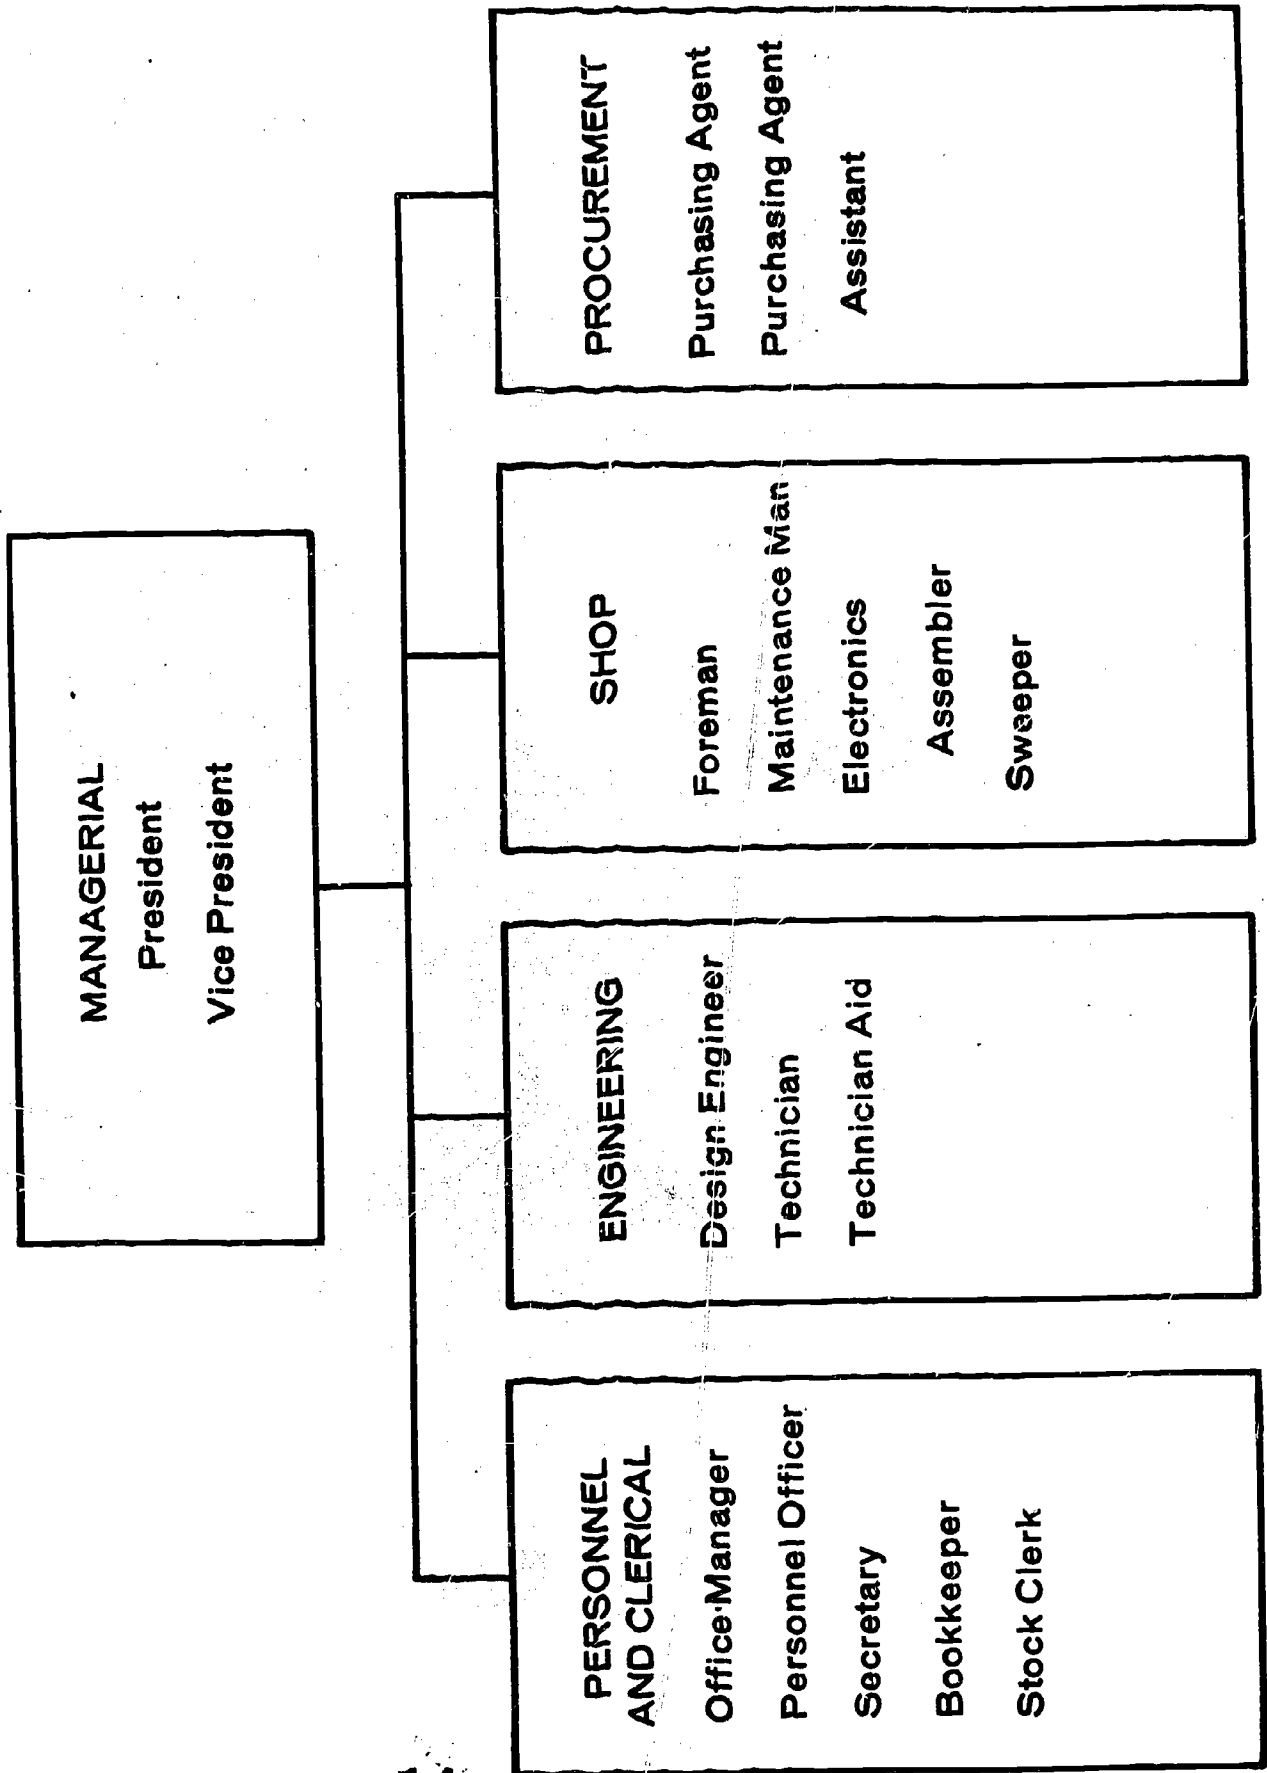 MANAGERIAL
President
Vice President
PERSONNEL
AND CLERICAL
Office Manager
Personnel Officer
Secretary
Bookkeeper
Stock Clerk
ENGINEERING
Design Engineer
Technician
Technician Aid
SHOP
Foreman
Maintenance Man
Electronics
Assembler
Sweeper
PROCUREMENT
Purchasing Agent
Purchasing Agent
Assistant